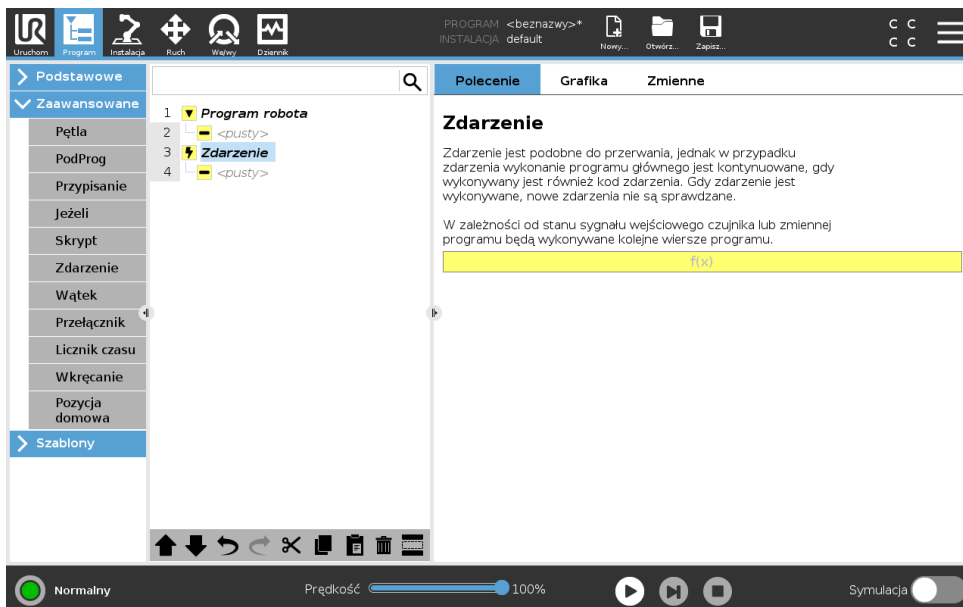 Uruchom
Program
Instalacja
Ruch
We/wy
Dziennik
PROGRAM <beznazwy>*
INSTALACJA default
Nowy...
Otwórz...
Zapisz...
C C
C C
Podstawowe
Zaawansowane
Pętla
PodProg
Przypisanie
Jeżeli
Skrypt
Zdarzenie
Wątek
Przełącznik
Licznik czasu
Wkręcanie
Pozycja
domowa
Szablony
1 Program robota
2 <pusty>
3 Zdarzenie
4 <pusty>
Polecenie
Grafika
Zmienne
Zdarzenie
Zdarzenie jest podobne do przerwania, jednak w przypadku
zdarzenia wykonanie programu głównego jest kontynuowane, gdy
wykonywany jest również kod zdarzenia. Gdy zdarzenie jest
wykonywane, nowe zdarzenia nie są sprawdzane.
W zależności od stanu sygnału wejściowego czujnika lub zmiennej
programu będą wykonywane kolejne wiersze programu.
f(x)
Normalny
Prędkość
100%
Symulacja